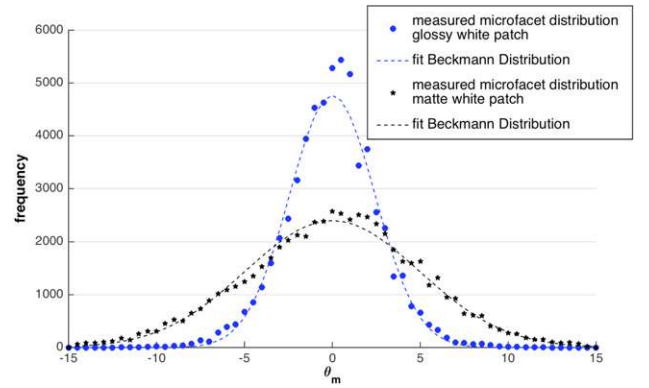 measured microfacet distribution
glossy white patch
fit Beckmann Distribution
measured microfacet distribution
matte white patch
fit Beckmann Distribution
6000
5000
4000
3000
2000
1000
0
frequency
-15 -10 -5 0 5 10 15
θm